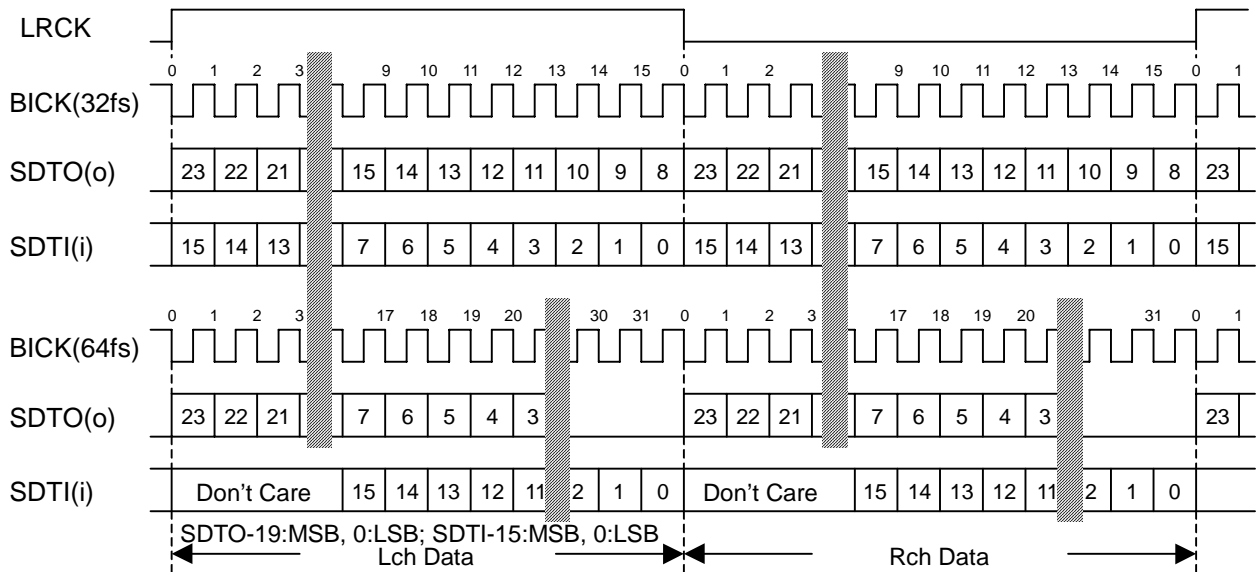 LRCK
0 1 2 3 9 10 11 12 13 14 15 0 1 2 9 10 11 12 13 14 15 0 1
BICK(32fs)
SDTO(o) 23 22 21 15 14 13 12 11 10 9 8 23 22 21 15 14 13 12 11 10 9 8 23
SDTI(i) 15 14 13 7 6 5 4 3 2 1 0 15 14 13 7 6 5 4 3 2 1 0 15
0 1 2 3 17 18 19 20 30 31 0 1 2 3 17 18 19 20 31 0 1
BICK(64fs)
SDTO(o) 23 22 21 7 6 5 4 3 23 22 21 7 6 5 4 3 23
SDTI(i) Don't Care 15 14 13 12 11 2 1 0 Don't Care 15 14 13 12 11 2 1 0
SDTO-19:MSB, 0:LSB; SDTI-15:MSB, 0:LSB
Lch Data Rch Data